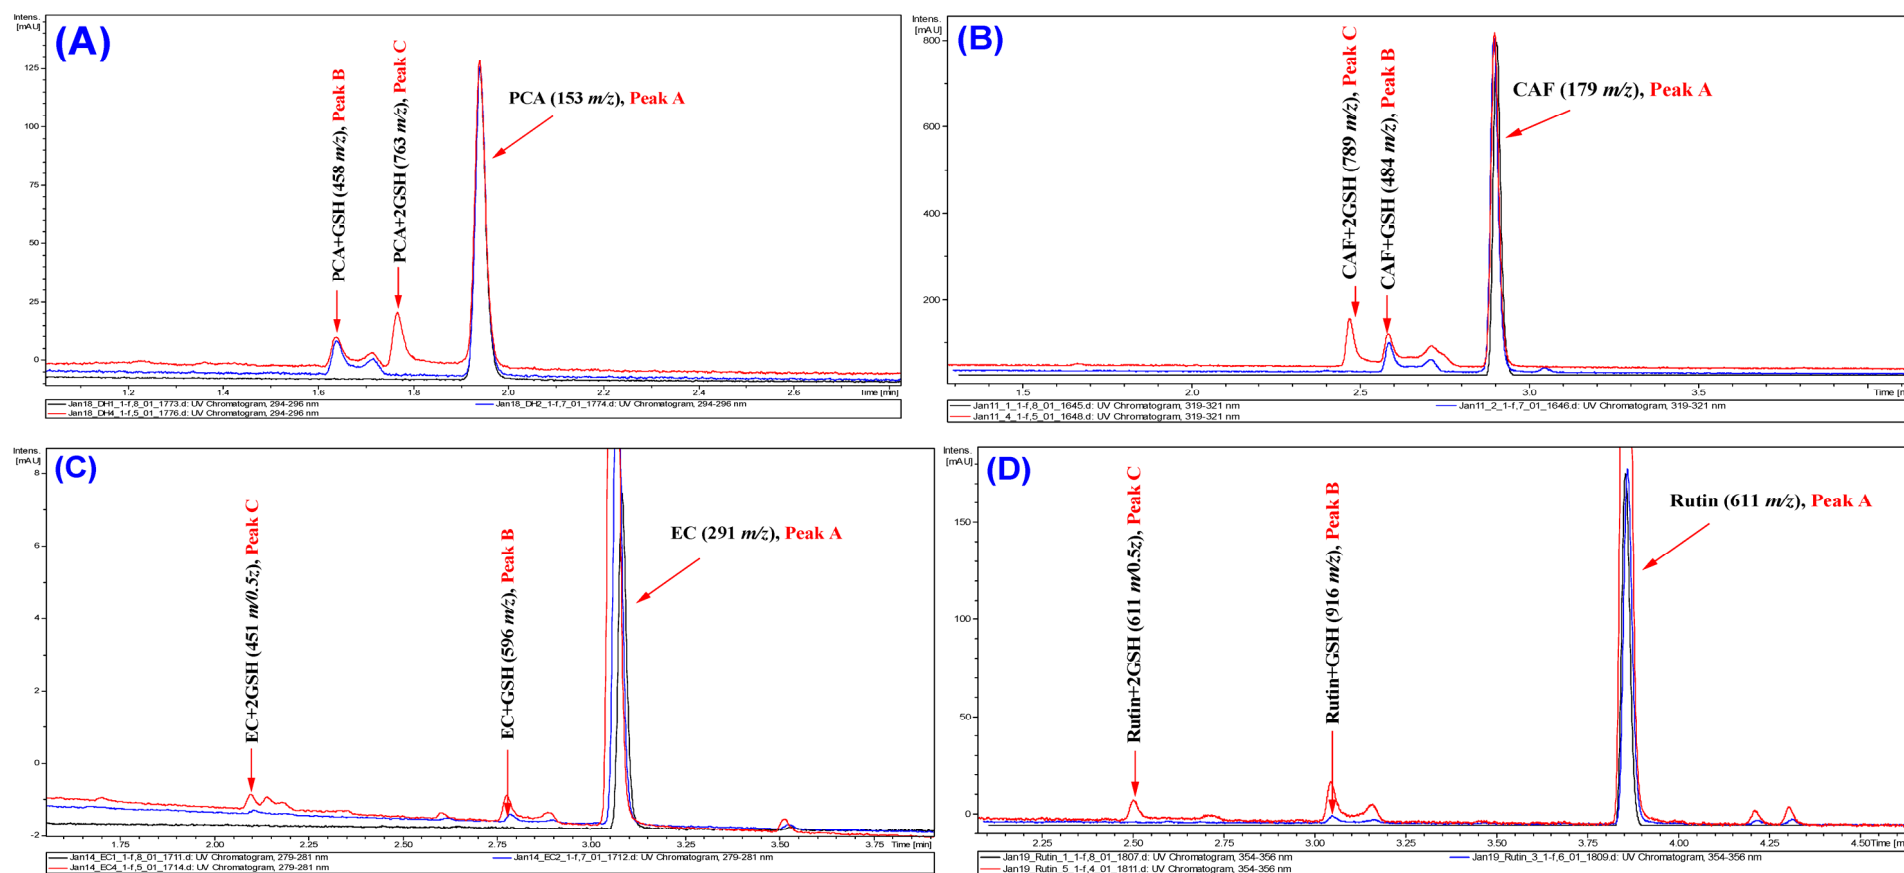 Intens.
[mAU]
(A)
125
100
75
50
25
0
PCA+GSH (458 m/z), Peak B
PCA+2GSH (763 m/z), Peak C
PCA (153 m/z), Peak A
1.2
1.4
1.6
1.8
2.0
2.2
2.4
2.6
Time [min]
Jan18_DH1_1-f,8_01_1773.d: UV Chromatogram, 294-296 nm
Jan18_DH2_1-f,7_01_1774.d: UV Chromatogram, 294-296 nm
Jan18_DH4_1-f,5_01_1776.d: UV Chromatogram, 294-296 nm
Intens.
[mAU]
(B)
800
600
400
200
CAF+2GSH (789 m/z), Peak C
CAF+GSH (484 m/z), Peak B
CAF (179 m/z), Peak A
1.5
2.0
2.5
3.0
3.5
Time [m
Jan11_1_1-f,8_01_1645.d: UV Chromatogram, 319-321 nm
Jan11_2_1-f,7_01_1646.d: UV Chromatogram, 319-321 nm
Jan11_4_1-f,5_01_1648.d: UV Chromatogram, 319-321 nm
Intens.
[mAU]
(C)
8
6
4
2
0
-2
EC+2GSH (451 m/0.5z), Peak C
EC+GSH (596 m/z), Peak B
EC (291 m/z), Peak A
1.75
2.00
2.25
2.50
2.75
3.00
3.25
3.50
3.75
Time [min]
Jan14_EC1_1-f,8_01_1711.d: UV Chromatogram, 279-281 nm
Jan14_EC2_1-f,7_01_1712.d: UV Chromatogram, 279-281 nm
Jan14_EC4_1-f,5_01_1714.d: UV Chromatogram, 279-281 nm
Intens.
[mAU]
(D)
150
100
50
0
Rutin+2GSH (611 m/0.5z), Peak C
Rutin+GSH (916 m/z), Peak B
Rutin (611 m/z), Peak A
2.25
2.50
2.75
3.00
3.25
3.50
3.75
4.00
4.25
4.50
Time [m
Jan19_Rutin_1_1-f,8_01_1807.d: UV Chromatogram, 354-356 nm
Jan19_Rutin_3_1-f,6_01_1809.d: UV Chromatogram, 354-356 nm
Jan19_Rutin_5_1-f,4_01_1811.d: UV Chromatogram, 354-356 nm